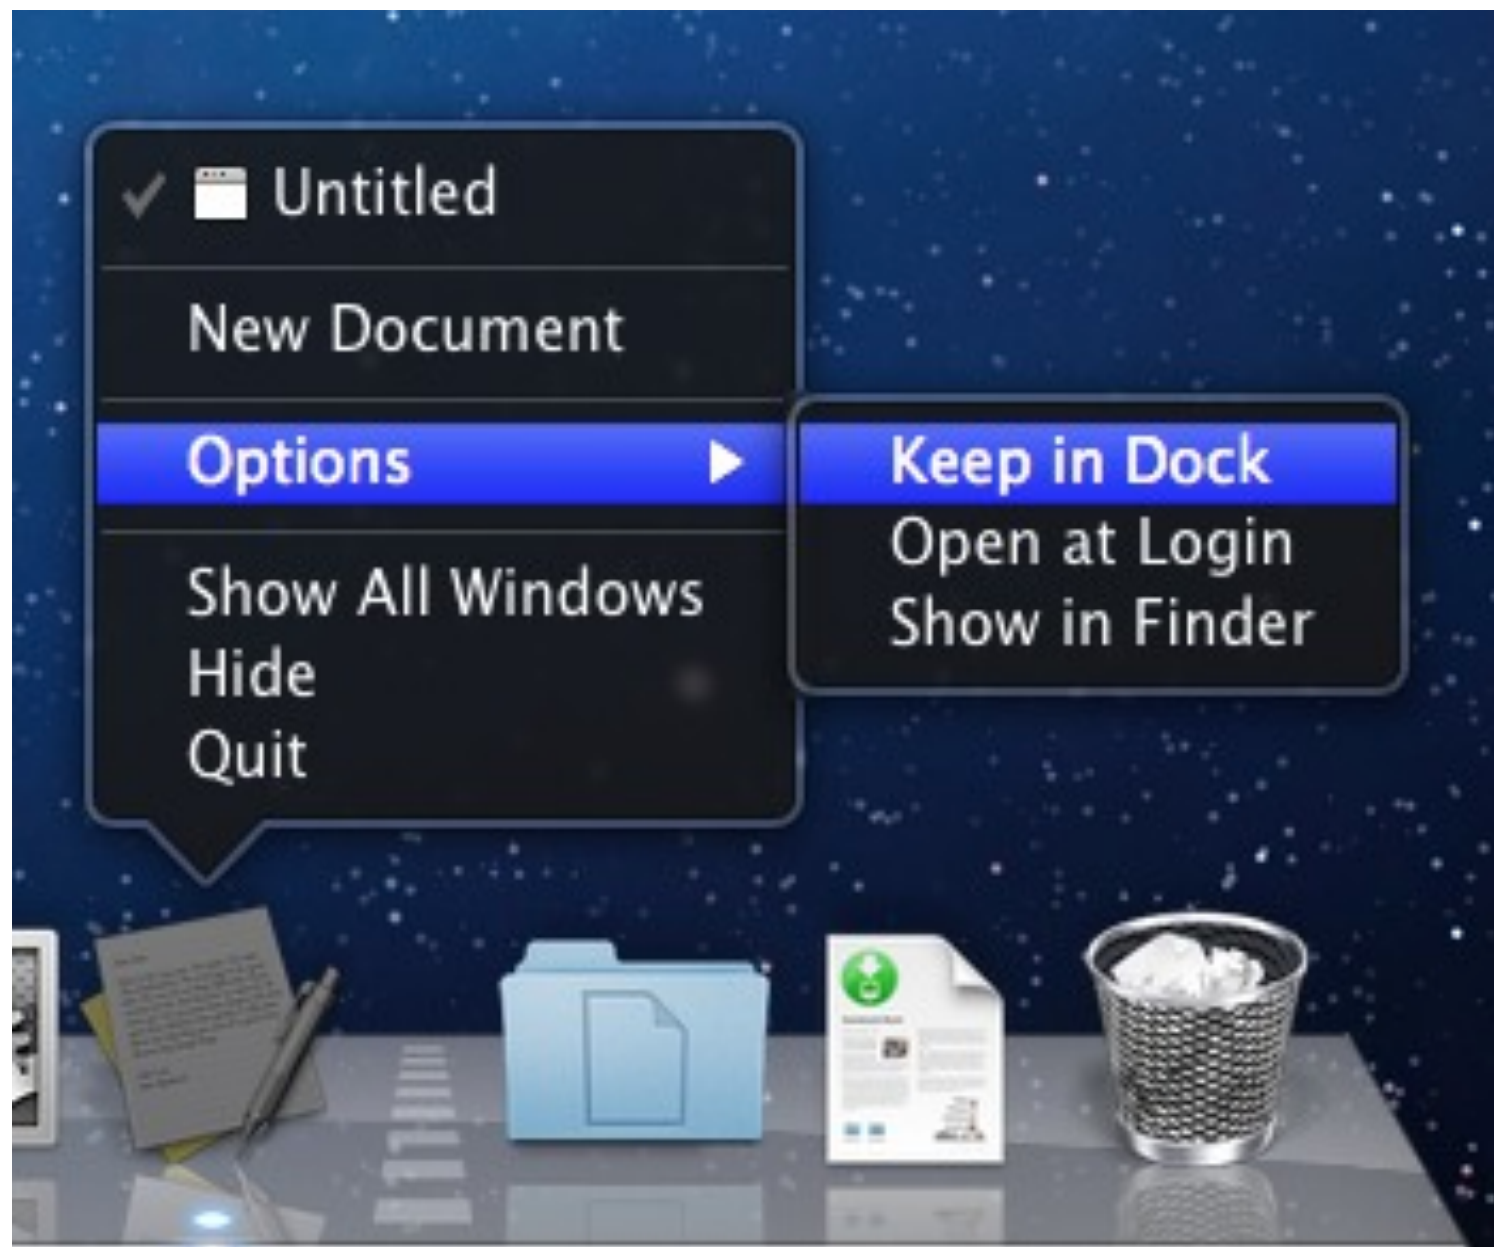 Untitled
New Document
Options
Keep in Dock
Open at Login
Show in Finder
Show All Windows
Hide
Quit